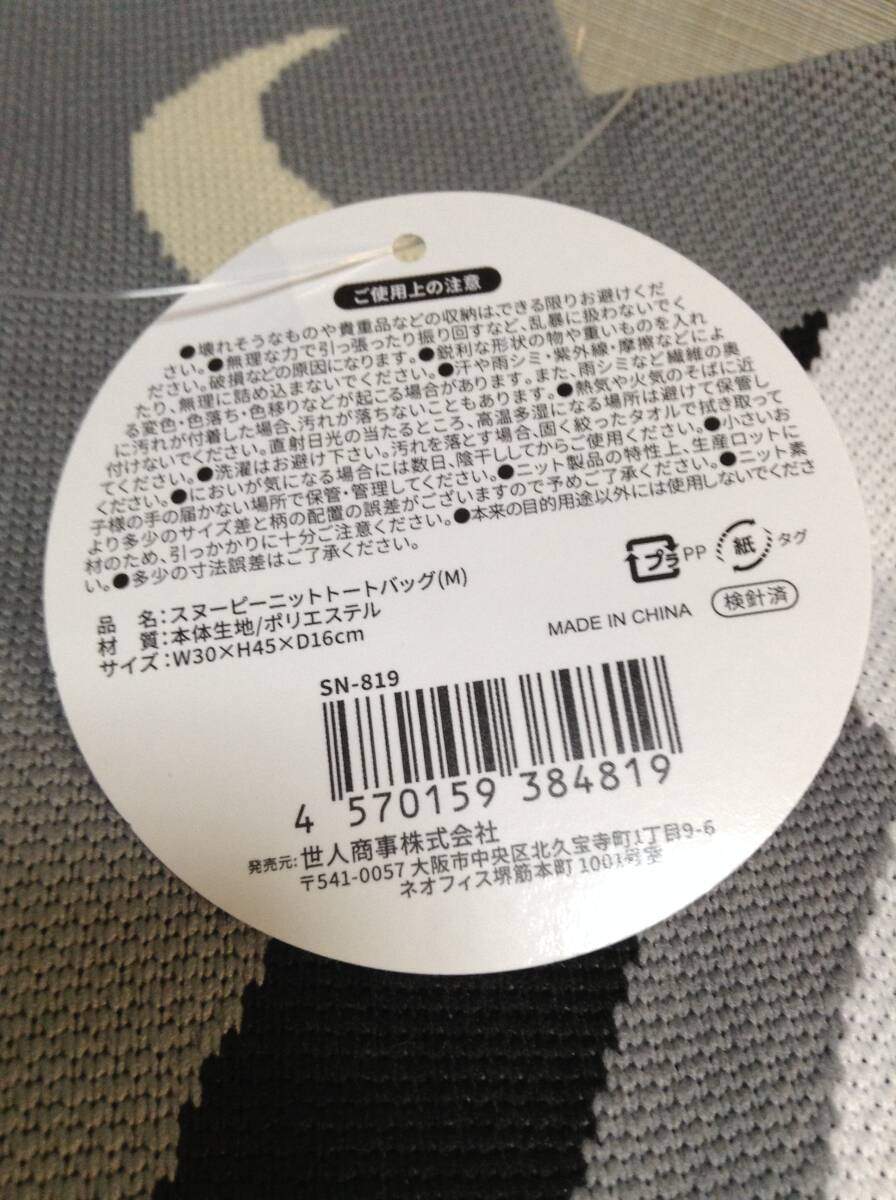 ご使用上の注意
●壊れそうなものや貴重品などの収納は、できる限りお避けくだ
さい。●無理な力で引っ張ったり振り回すなど、乱暴に扱わないでく
ださい。破損などの原因になります。●鋭利な形状の物や重いものを入れ
たり、無理に詰め込まないでください。●汗や雨シミ・紫外線・摩擦などによ
る変色・色落ち・色移りなどが起こる場合があります。また、雨シミなど繊維の奥
に汚れが付着した場合、汚れが落ちないこともあります。●熱気や火気のそばに近
付けないでください。直射日光の当たるところ、高温多湿になる場所は避けて保管し
てください。●洗濯はお避け下さい。汚れを落とす場合、固く絞ったタオルで拭き取って
ください。●においが気になる場合には数日、陰干ししてからご使用ください。●小さいお
子様の手の届かない場所で保管・管理してください。●ニット製品の特性上、生産ロットに
より多少のサイズ差と柄の配置の誤差がございますので予めご了承ください。●ニット素
材のため、引っかかりに十分ご注意ください。●本来の目的用途以外には使用しないでくださ
い。●多少の寸法誤差はご了承ください。
プラ PP 紙 タグ
品 名:スヌーピーニットトートバッグ(M)
材 質:本体生地/ポリエステル
サイズ:W30×H45×D16cm
MADE IN CHINA 検針済
SN-819
4 570159 384819
発売元:世人商事株式会社
〒541-0057 大阪市中央区北久宝寺町1丁目9-6
ネオフィス堺筋本町 1001号室